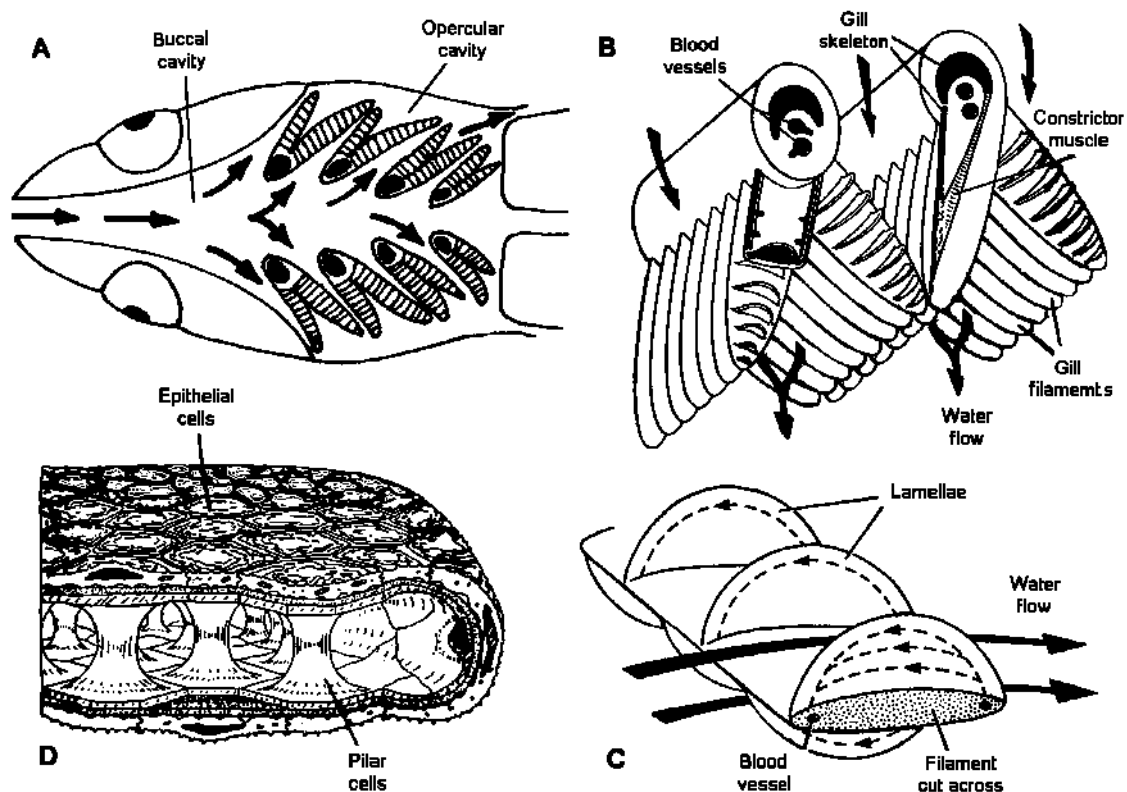 A
Buccal
cavity
Opercular
cavity
B
Blood
vessels
Gill
skeleton
Constrictor
muscle
Gill
filamemts
Water
flow
Epithelial
cells
Pilar
cells
D
Lamellae
Water
flow
Blood
vessel
Filament
cut across
C